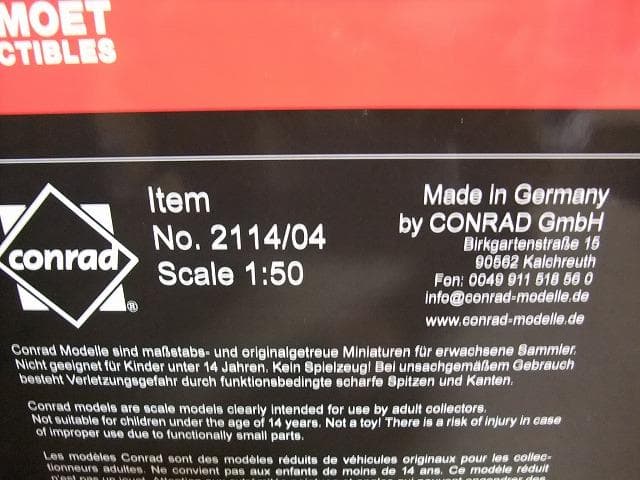 MOET
CTIBLES
conrad
®
Item
No. 2114/04
Scale 1:50
Made in Germany
by CONRAD GmbH
Birkgartenstraße 15
90562 Kalchreuth
Fon: 0049 911 518 56 0
info@conrad-modelle.de
www.conrad-modelle.de
Conrad Modelle sind maßstabs- und originalgetreue Miniaturen für erwachsene Sammler.
Nicht geeignet für Kinder unter 14 Jahren. Kein Spielzeug! Bei unsachgemäßem Gebrauch
besteht Verletzungsgefahr durch funktionsbedingte scharfe Spitzen und Kanten.
Conrad models are scale models clearly intended for use by adult collectors.
Not suitable for children under the age of 14 years. Not a toy! There is a risk of injury in case
of improper use due to functionally small parts.
Les modèles Conrad sont des modèles réduits de véhicules originaux pour les collec-
tionneurs adultes. Ne convient pas aux enfants de moins de 14 ans. Ce modèle réduit
n'est pas un jouet.